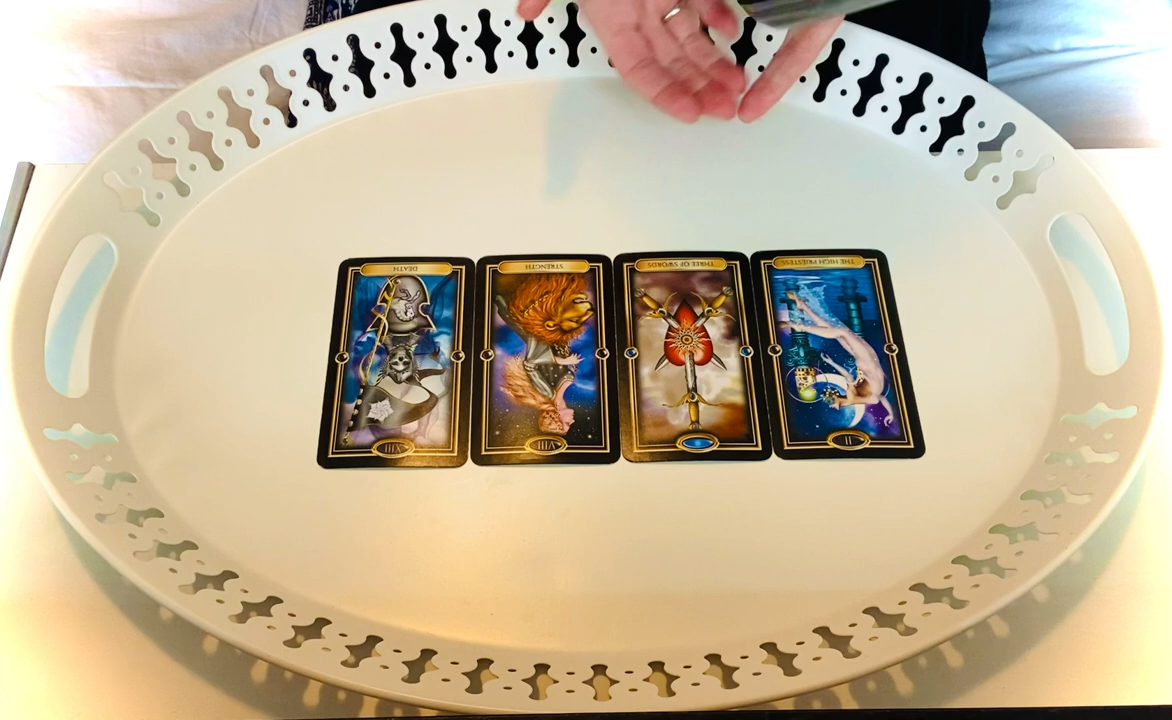 DEATH
STRENGTH
THREE OF SWORDS
THE HIGH PRIESTESS
XIII
VIII
II